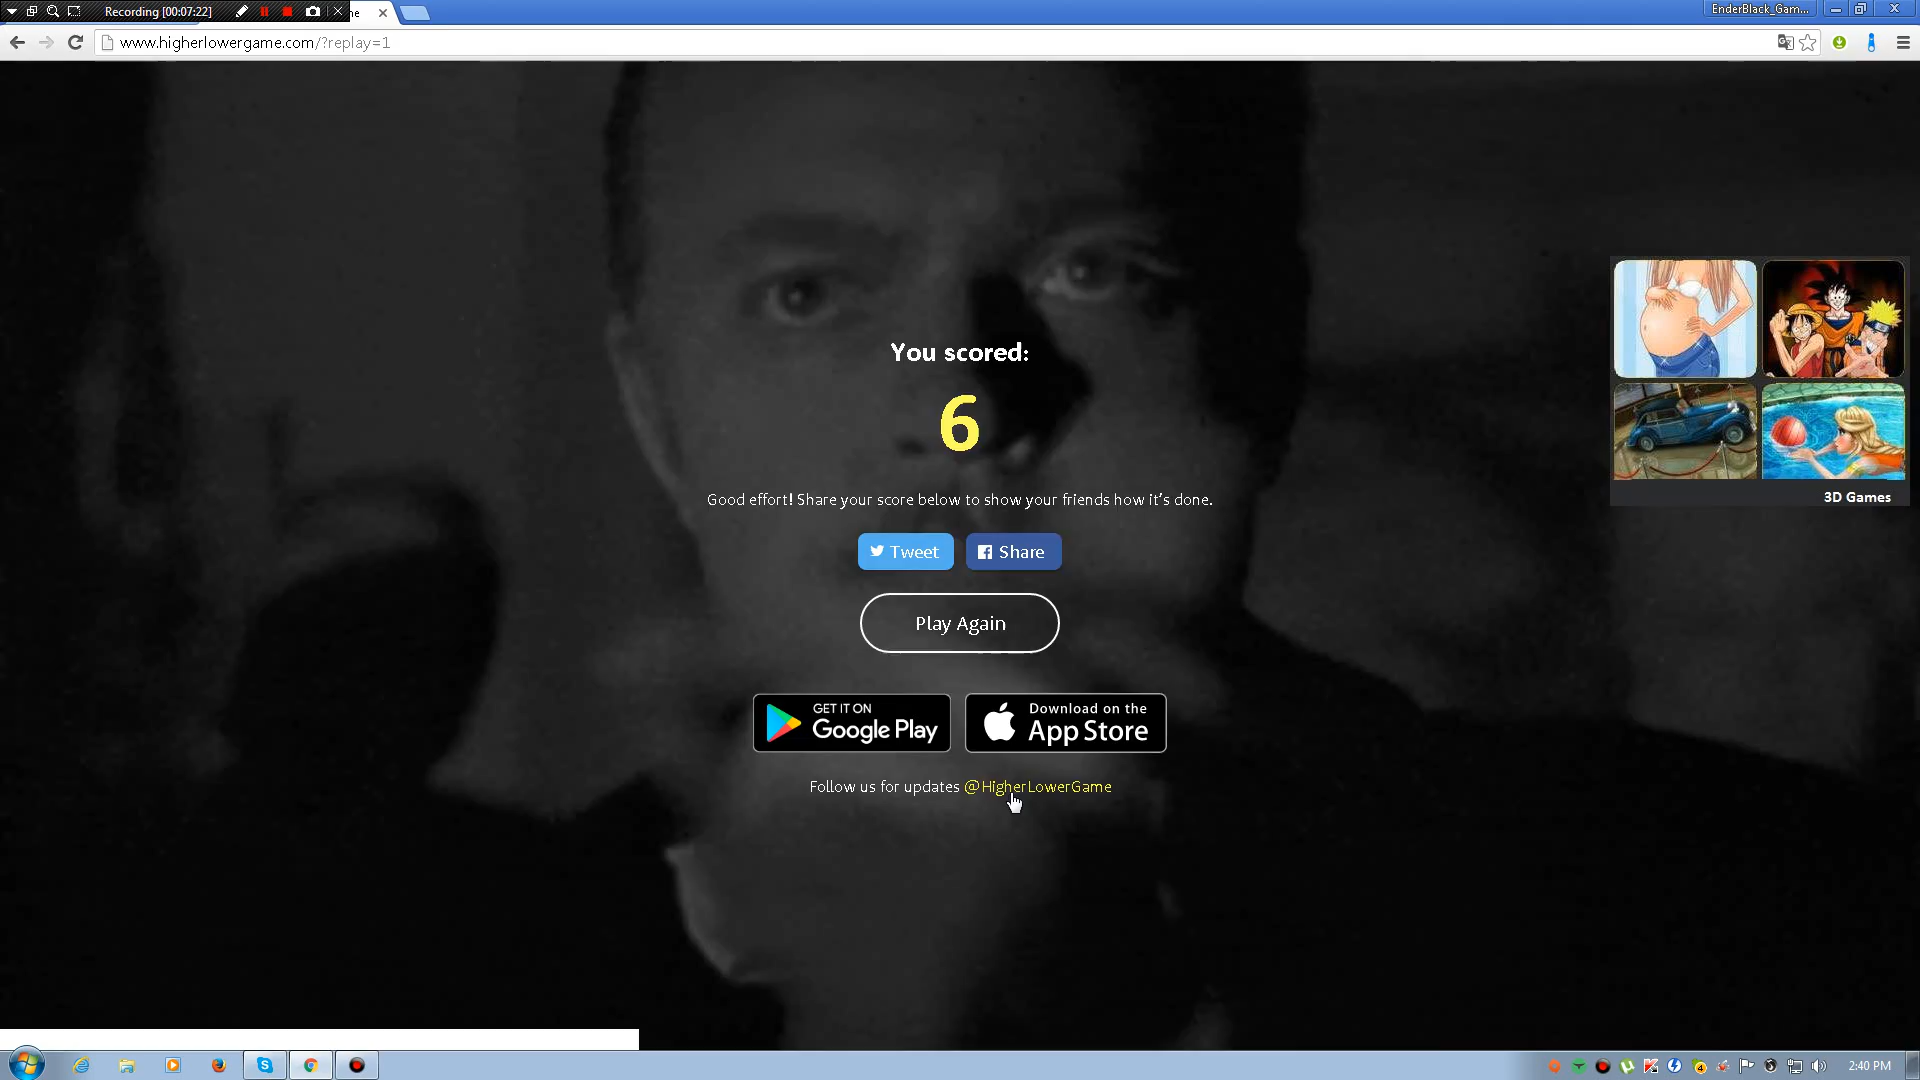 Recording [00:07:22]
me
EnderBlack_Gam...
www.higherlowergame.com/?replay=1
You scored:
6
Good effort! Share your score below to show your friends how it's done.
Tweet
Share
Play Again
GET IT ON
Google Play
Download on the
App Store
Follow us for updates @HigherLowerGame
3D Games
2:40 PM